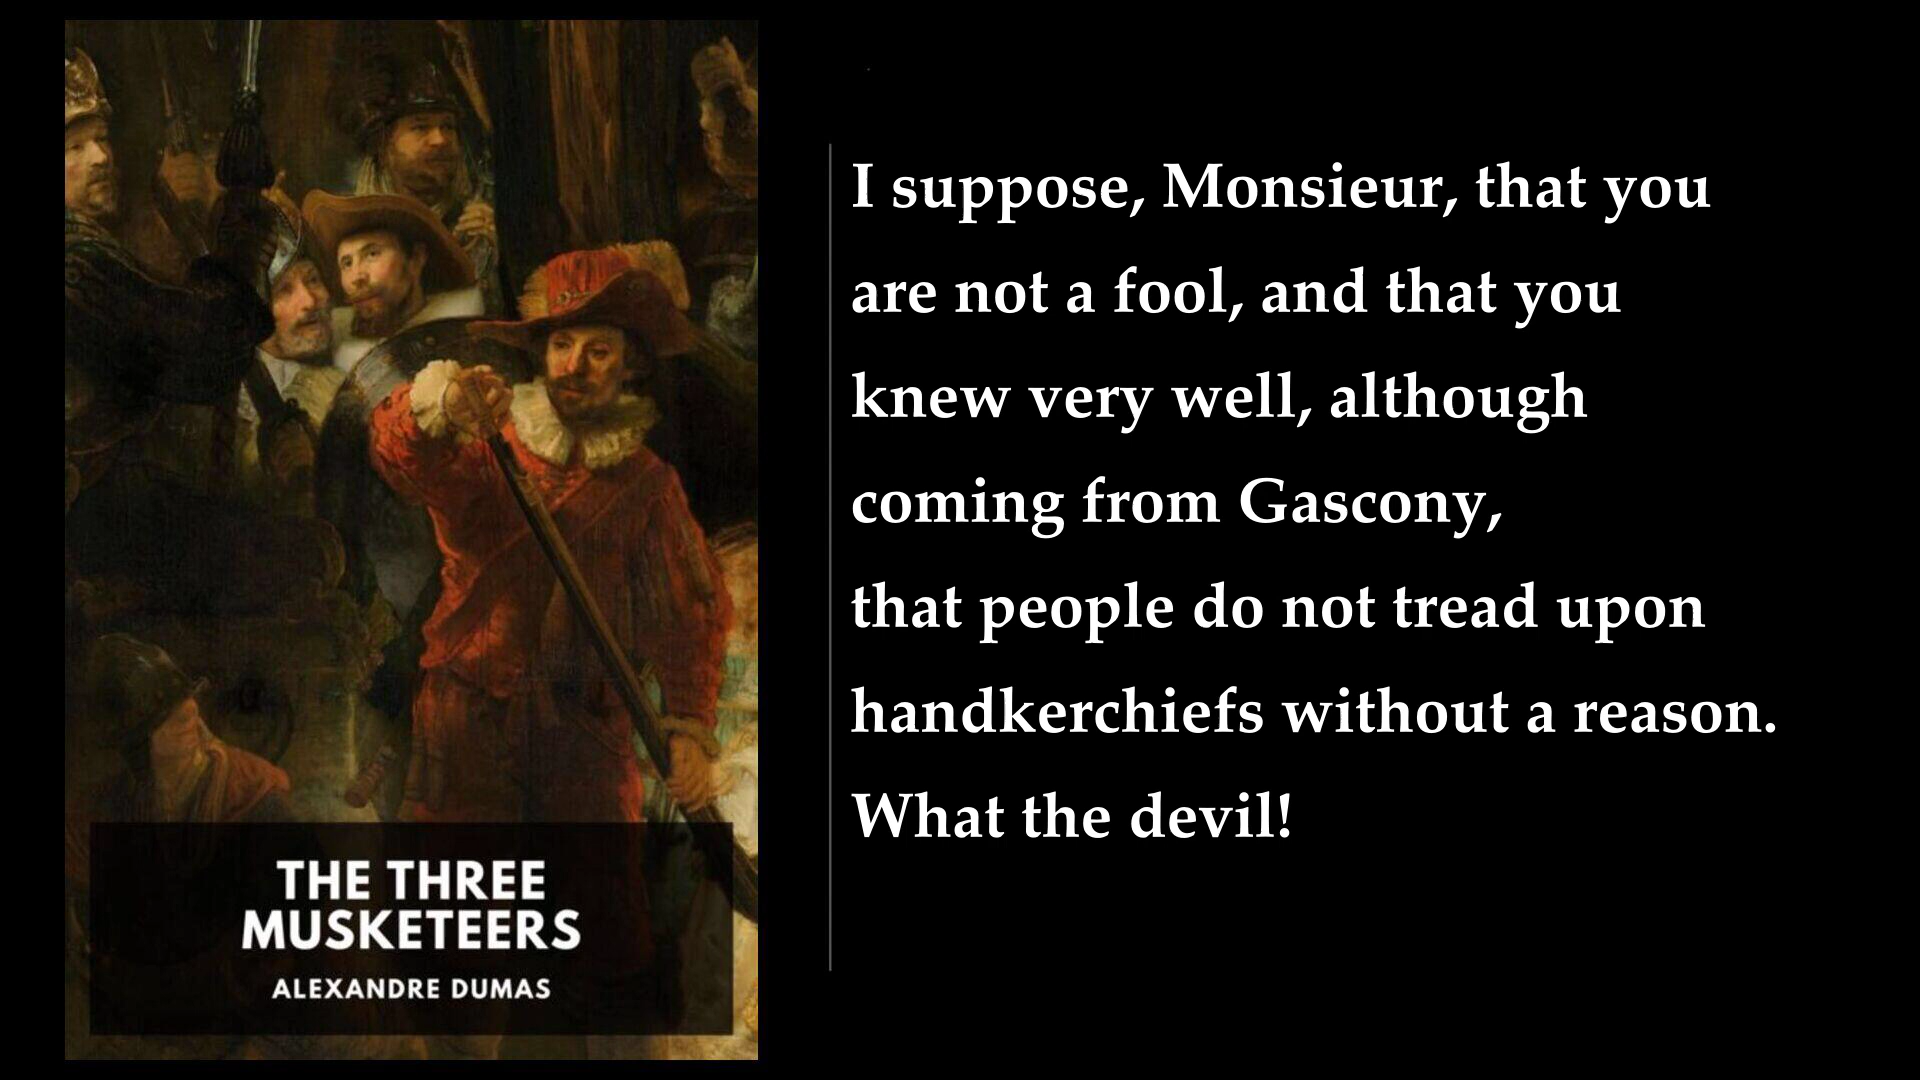 THE THREE
MUSKETEERS
ALEXANDRE DUMAS
I suppose, Monsieur, that you
are not a fool, and that you
knew very well, although
coming from Gascony,
that people do not tread upon
handkerchiefs without a reason.
What the devil!